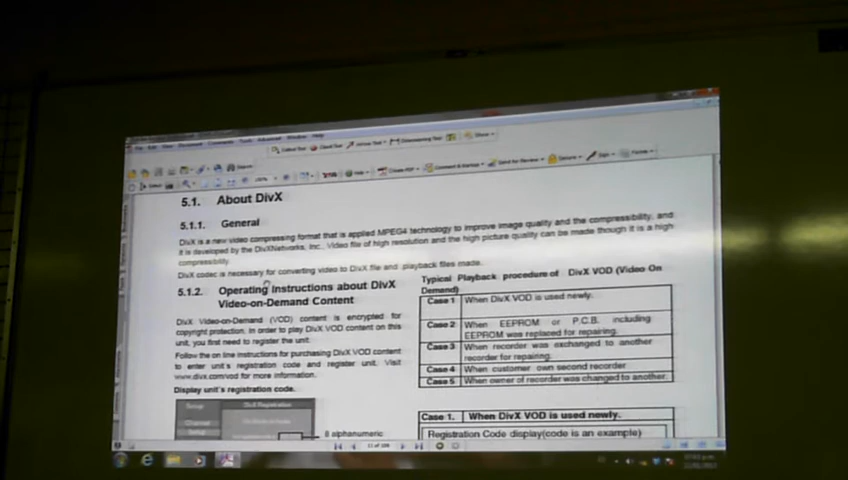 5.1. About DivX
5.1.1. General
DivX is a new video compressing format that is applied MPEG4 technology to improve image quality and the compressibility, and
it is developed by the DivXNetworks, Inc., Video file of high resolution and the high picture quality can be made though it is a high
compressibility.
DivX codec is necessary for converting video to DivX file and playback files made.
5.1.2. Operating Instructions about DivX
Video-on-Demand Content
DivX Video-on-Demand (VOD) content is encrypted for
copyright protection. In order to play DivX VOD content on this
unit, you first need to register the unit.
Follow the on line instructions for purchasing DivX VOD content
to enter unit's registration code and register unit. Visit
www.divx.com/vod for more information.
Display unit's registration code.
Setup
DivX Registration
8 alphanumeric
Typical Playback procedure of DivX VOD (Video On
Demand)
Case 1 When DivX VOD is used newly.
Case 2 When EEPROM or P.C.B. including
EEPROM was replaced for repairing.
Case 3 When recorder was exchanged to another
recorder for repairing.
Case 4 When customer own second recorder
Case 5 When owner of recorder was changed to another.
Case 1. When DivX VOD is used newly.
Registration Code display(code is an example)